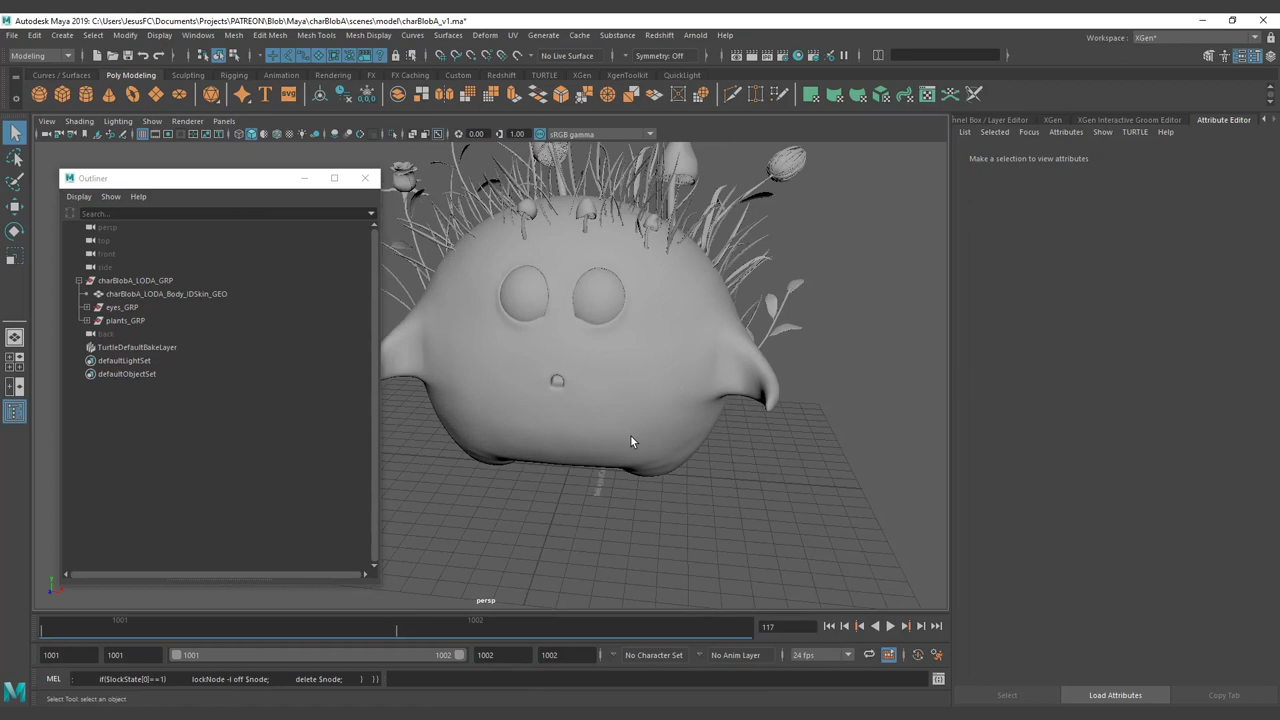 Autodesk Maya 2019: C:\Users\JesusFC\Documents\Projects\PATREON\Blob\Maya\charBlobA\scenes\model\charBlobA_v1.ma*
File Edit Create Select Modify Display Windows Mesh Edit Mesh Mesh Tools Mesh Display Curves Surfaces Deform UV Generate Cache Substance Redshift Arnold Help
Workspace : XGen*
Modeling
No Live Surface
Symmetry: Off
Curves / Surfaces Poly Modeling Sculpting Rigging Animation Rendering FX FX Caching Custom Redshift TURTLE XGen XgenToolkit QuickLight
View Shading Lighting Show Renderer Panels
0.00 1.00 sRGB gamma
nnel Box / Layer Editor XGen XGen Interactive Groom Editor Attribute Editor
List Selected Focus Attributes Show TURTLE Help
Make a selection to view attributes
Outliner
Display Show Help
Search...
persp
top
front
side
charBlobA_LODA_GRP
charBlobA_LODA_Body_IDSkin_GEO
eyes_GRP
plants_GRP
back
TurtleDefaultBakeLayer
defaultLightSet
defaultObjectSet
persp
1001 1002
117
1001 1001 1001 1002 1002 1002 No Character Set No Anim Layer 24 fps
MEL : if($lockState[0]==1) lockNode -l off $node; delete $node; } }}
Select Tool: select an object
Select Load Attributes Copy Tab